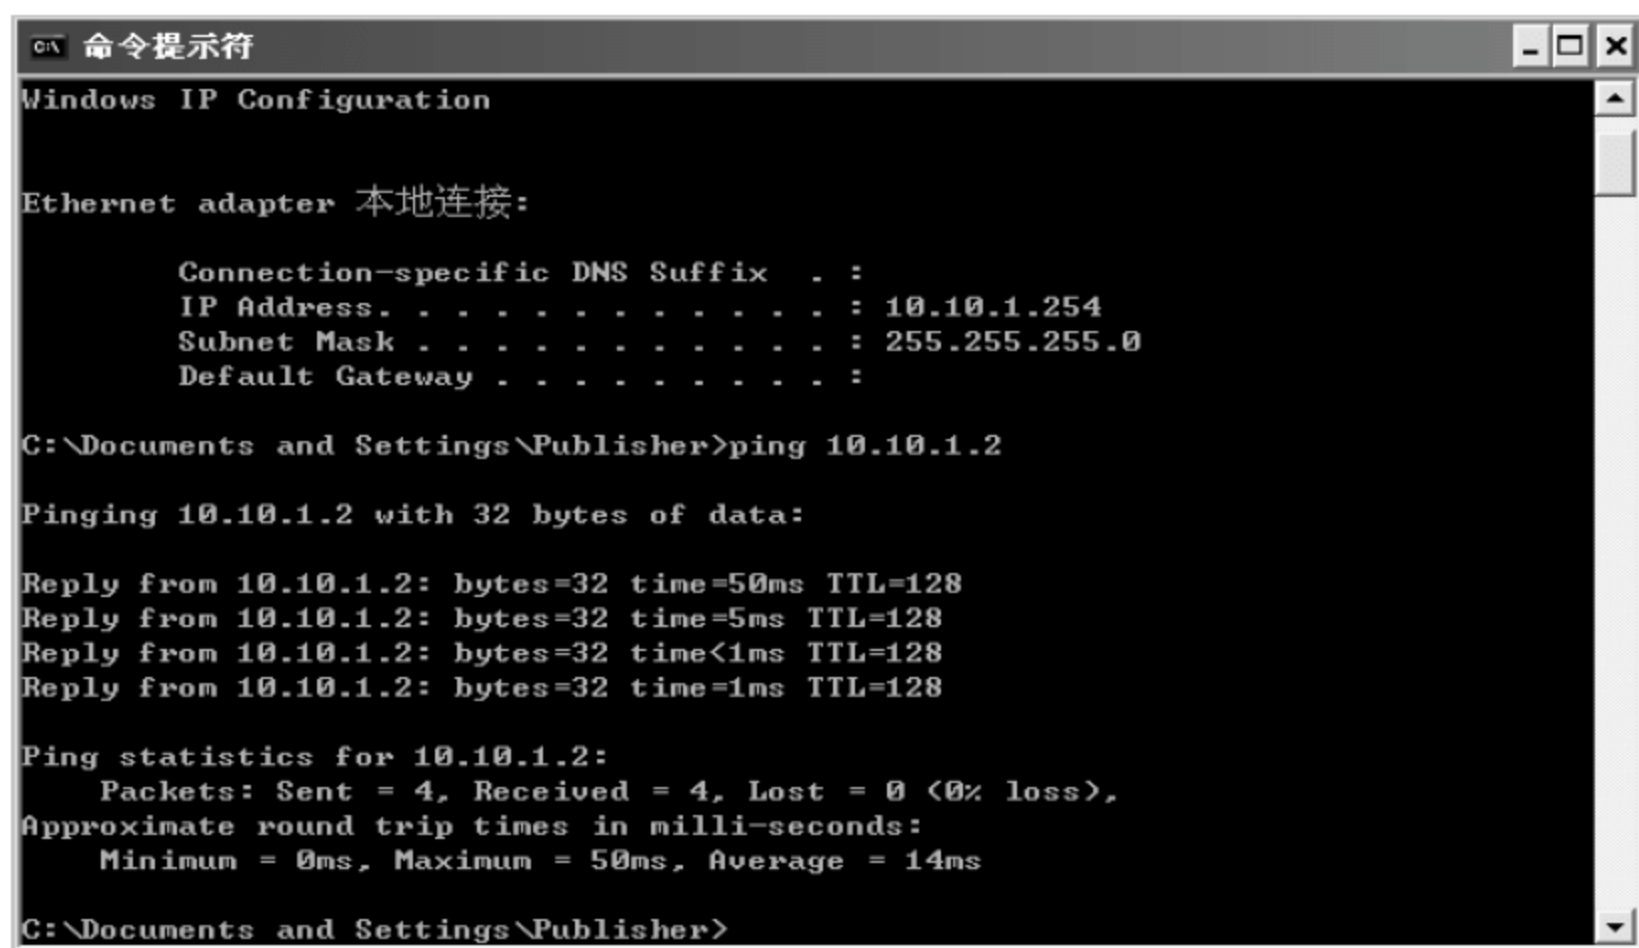 命令提示符
Windows IP Configuration
Ethernet adapter 本地连接:
Connection-specific DNS Suffix  . :
IP Address. . . . . . . . . . . . : 10.10.1.254
Subnet Mask . . . . . . . . . . . : 255.255.255.0
Default Gateway . . . . . . . . . :
C:\Documents and Settings\Publisher>ping 10.10.1.2
Pinging 10.10.1.2 with 32 bytes of data:
Reply from 10.10.1.2: bytes=32 time=50ms TTL=128
Reply from 10.10.1.2: bytes=32 time=5ms TTL=128
Reply from 10.10.1.2: bytes=32 time<1ms TTL=128
Reply from 10.10.1.2: bytes=32 time=1ms TTL=128
Ping statistics for 10.10.1.2:
Packets: Sent = 4, Received = 4, Lost = 0 (0% loss),
Approximate round trip times in milli-seconds:
Minimum = 0ms, Maximum = 50ms, Average = 14ms
C:\Documents and Settings\Publisher>